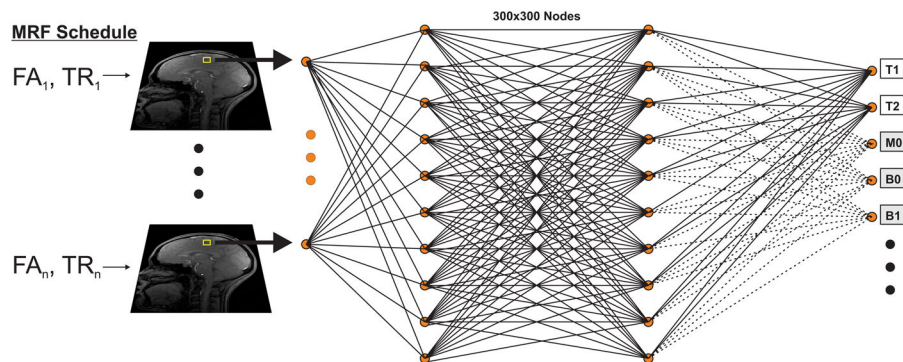 300x300 Nodes
MRF Schedule
FA1, TR1
FAn, TRn
T1
T2
M0
B0
B1